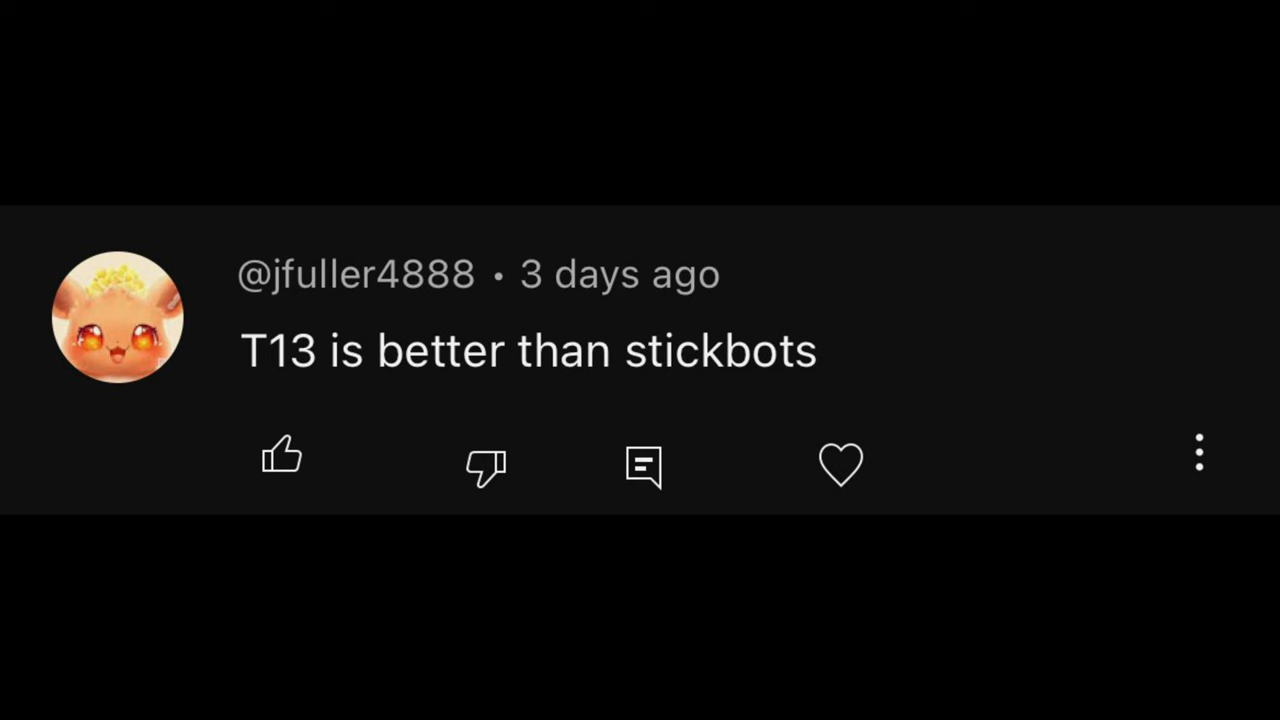 @jfuller4888 • 3 days ago
T13 is better than stickbots